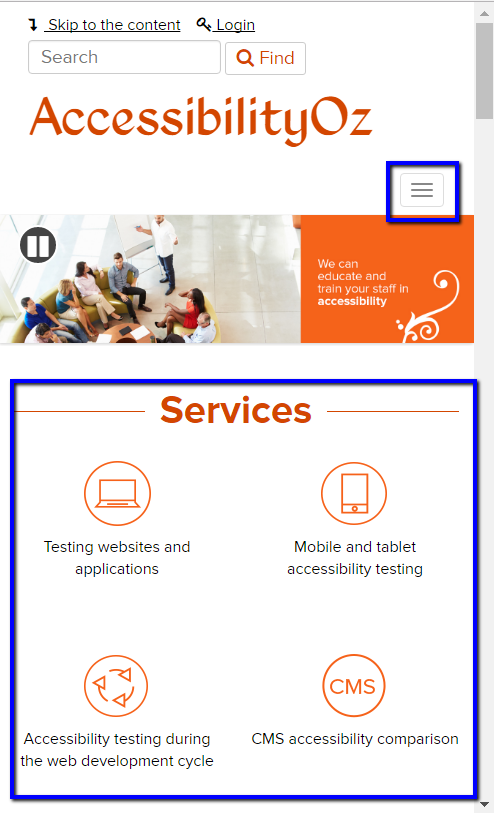 Skip to the content Login
Search Find
AccessibilityOz
We can
educate and
train your staff in
accessibility
Services
Testing websites and
applications
Mobile and tablet
accessibility testing
Accessibility testing during
the web development cycle
CMS
CMS accessibility comparison